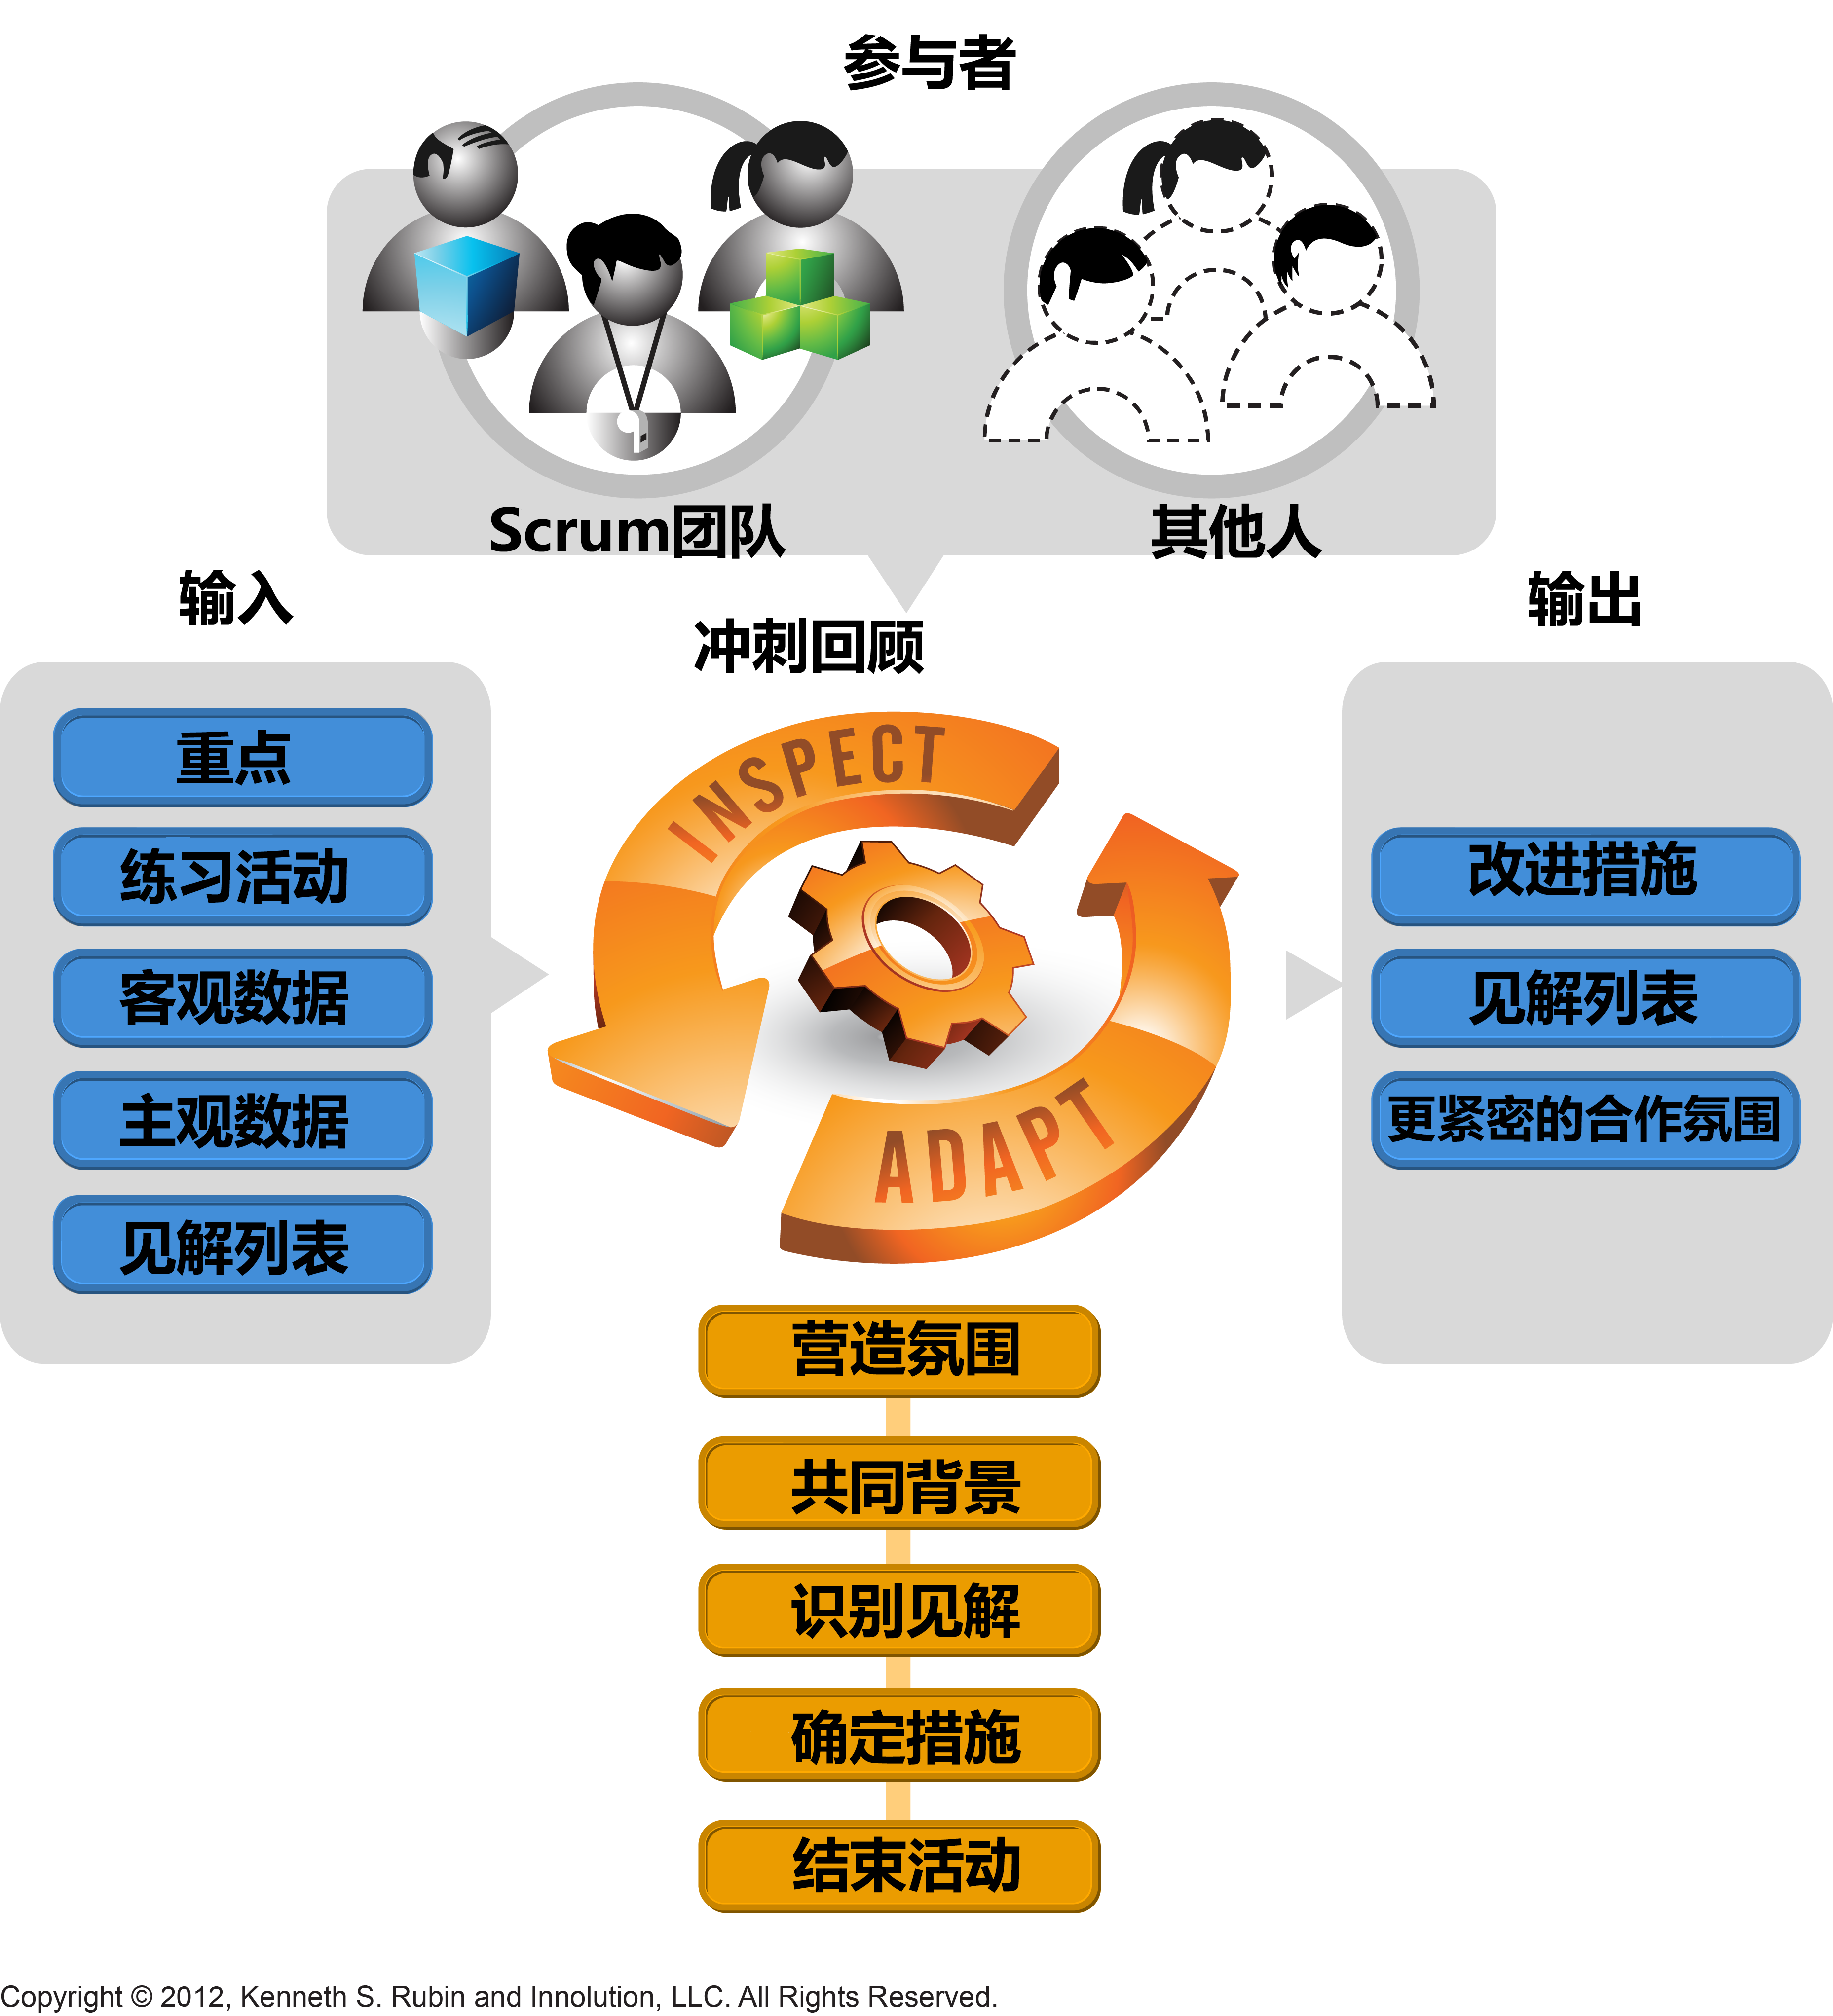 参与者
Scrum团队
其他人
输入
冲刺回顾
输出
重点
练习活动
客观数据
主观数据
见解列表
INSPECT
ADAPT
改进措施
见解列表
更紧密的合作氛围
营造氛围
共同背景
识别见解
确定措施
结束活动
Copyright © 2012, Kenneth S. Rubin and Innolution, LLC. All Rights Reserved.